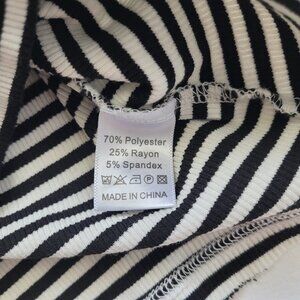 70% Polyester
25% Rayon
5% Spandex
MADE IN CHINA